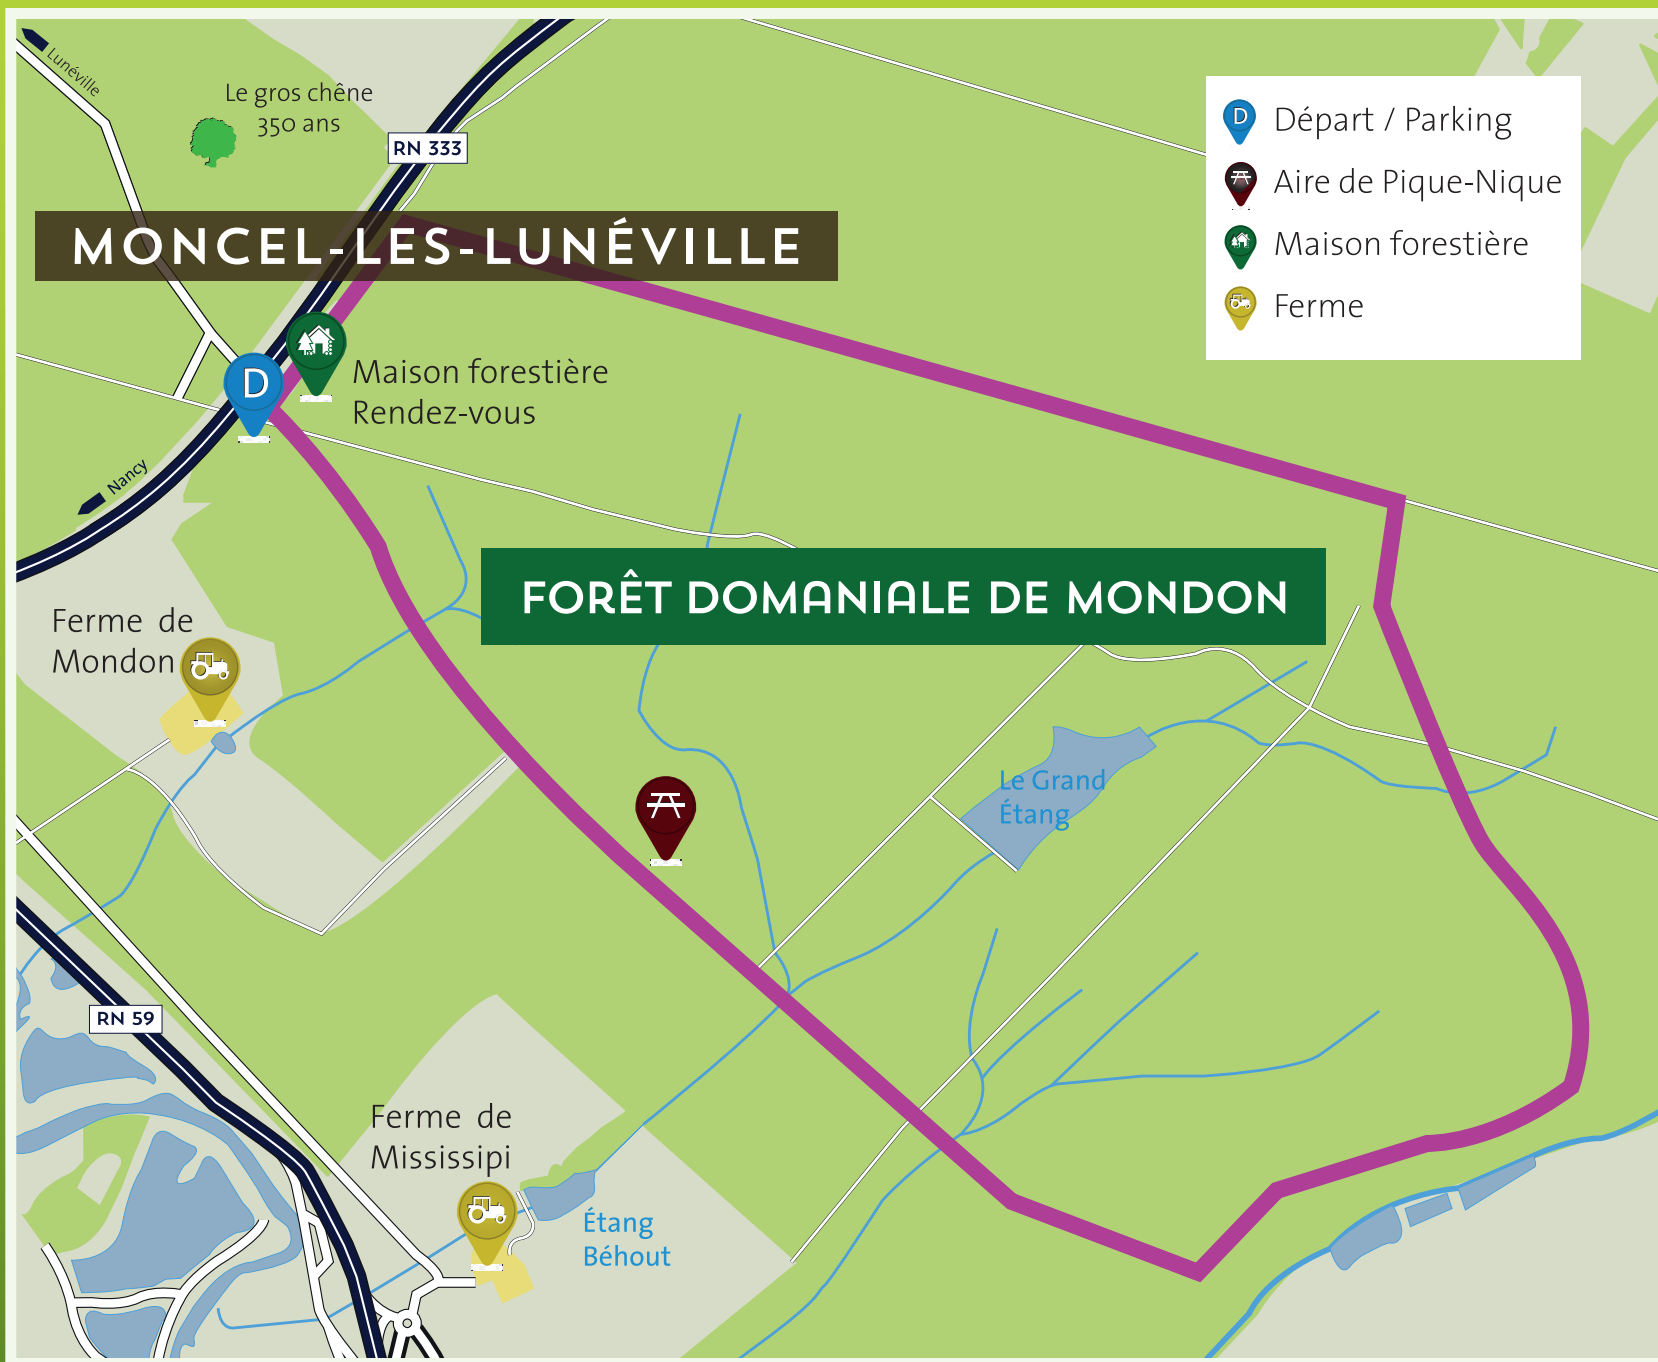 Lunéville
Le gros chêne
350 ans
RN 333
D
Départ / Parking
Aire de Pique-Nique
Maison forestière
Ferme
MONCEL-LES-LUNÉVILLE
D
Maison forestière
Rendez-vous
Nancy
FORÊT DOMANIALE DE MONDON
Ferme de
Mondon
Le Grand
Étang
RN 59
Ferme de
Mississipi
Étang
Béhout